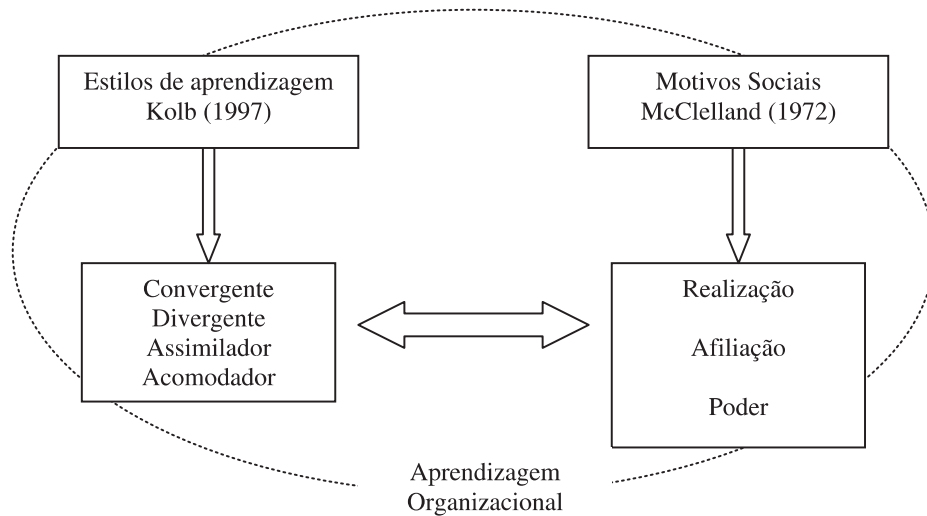 Estilos de aprendizagem
Kolb (1997)
Motivos Sociais
McClelland (1972)
Convergente
Divergente
Assimilador
Acomodador
Realização
Afiliação
Poder
Aprendizagem
Organizacional